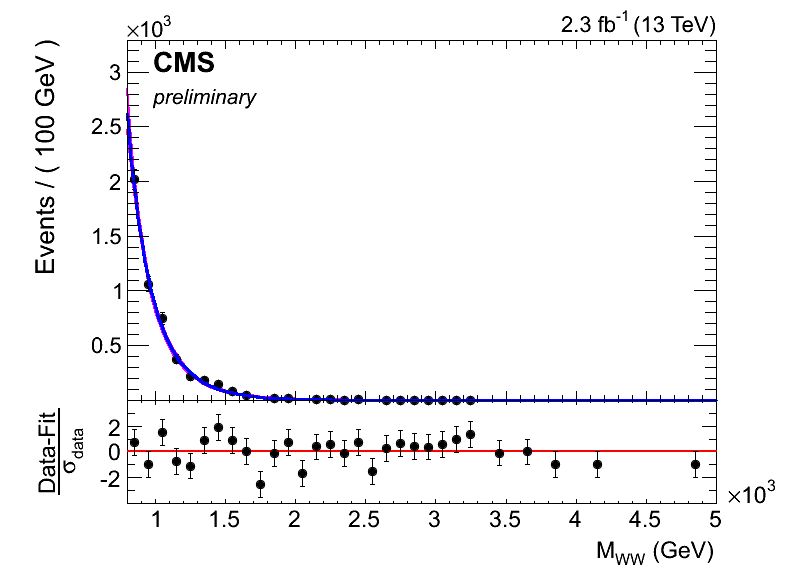 ×10³
2.3 fb⁻¹ (13 TeV)
CMS
preliminary
Events / ( 100 GeV )
3
2.5
2
1.5
1
0.5
Data-Fit
σdata
2
0
-2
1
1.5
2
2.5
3
3.5
4
4.5
5
×10³
M_WW (GeV)